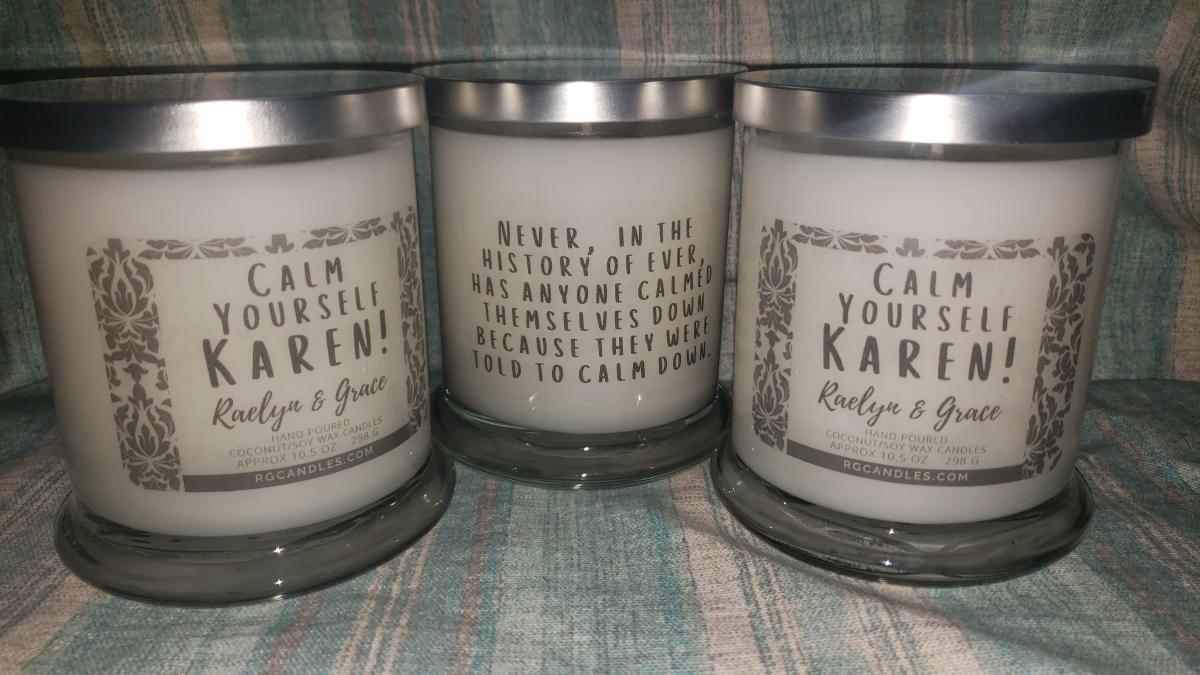 CALM
YOURSELF
KAREN!
Raelyn & Grace
HAND POURED
COCONUT/SOY WAX CANDLES
APPROX 10.5 OZ 298 G
RGCANDLES.COM
NEVER, IN THE
HISTORY OF EVER,
HAS ANYONE CALMED
THEMSELVES DOWN
BECAUSE THEY WERE
TOLD TO CALM DOWN.
CALM
YOURSELF
KAREN!
Raelyn & Grace
HAND POURED
COCONUT/SOY WAX CANDLES
APPROX 10.5 OZ 298 G
RGCANDLES.COM